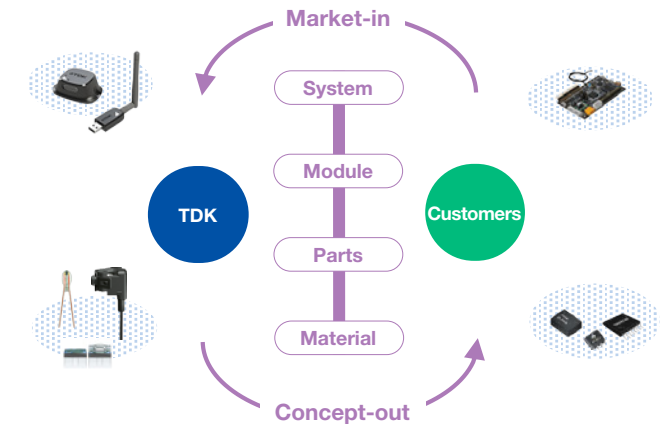 Market-in
System
Module
TDK
Customers
Parts
Material
Concept-out